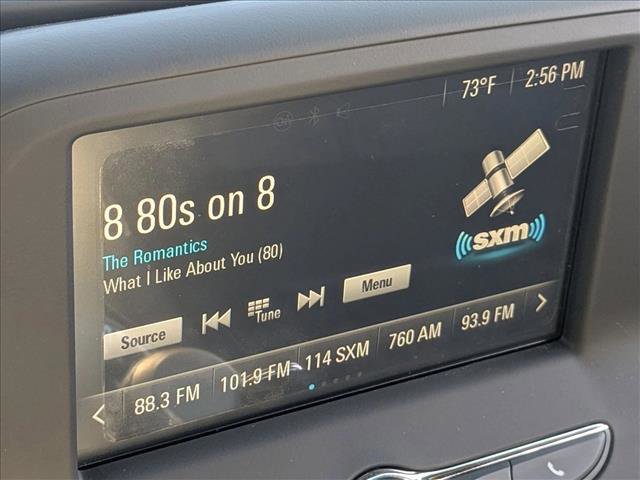 73°F 2:56 PM
8 80s on 8
The Romantics
What I Like About You (80)
sxm
Source Tune Menu
88.3 FM 101.9 FM 114 SXM 760 AM 93.9 FM